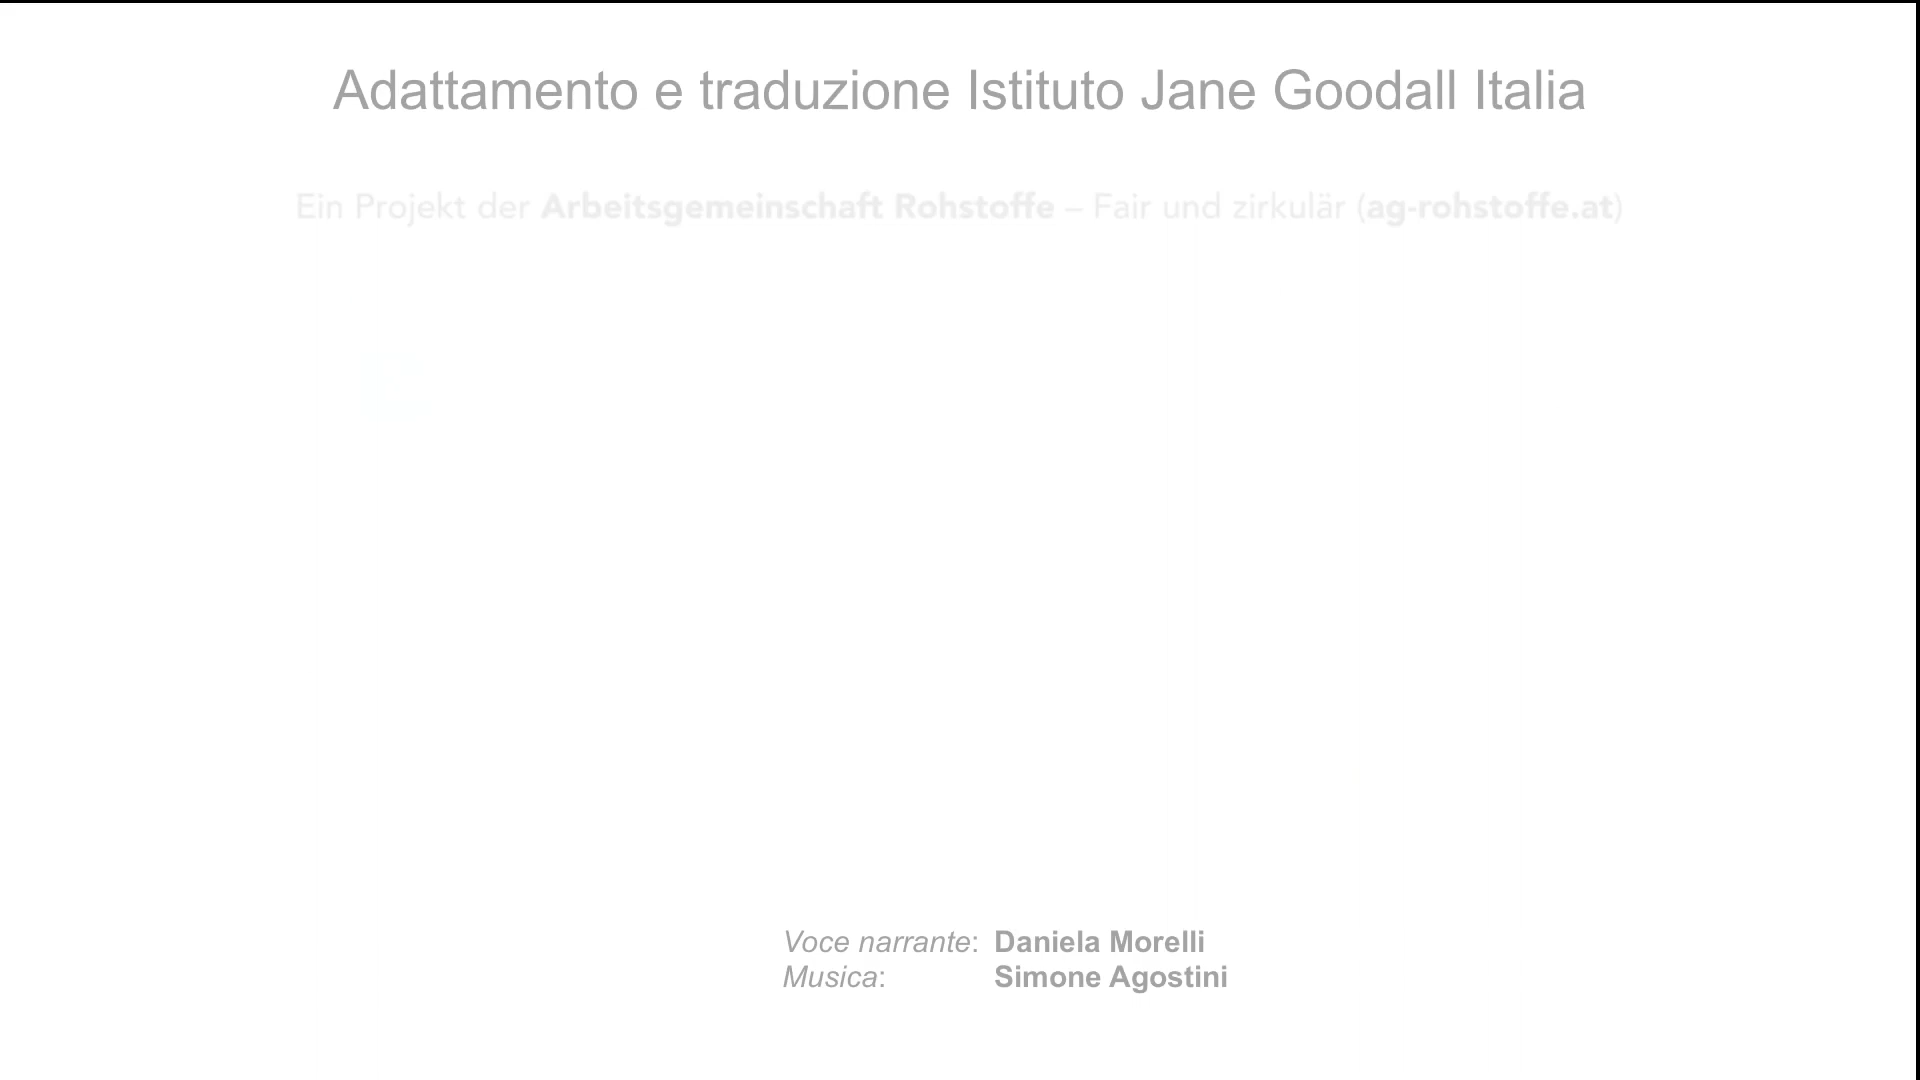 Adattamento e traduzione Istituto Jane Goodall Italia
Ein Projekt der Arbeitsgemeinschaft Rohstoffe – Fair und zirkulär (ag-rohstoffe.at)
Voce narrante: Daniela Morelli
Musica: Simone Agostini